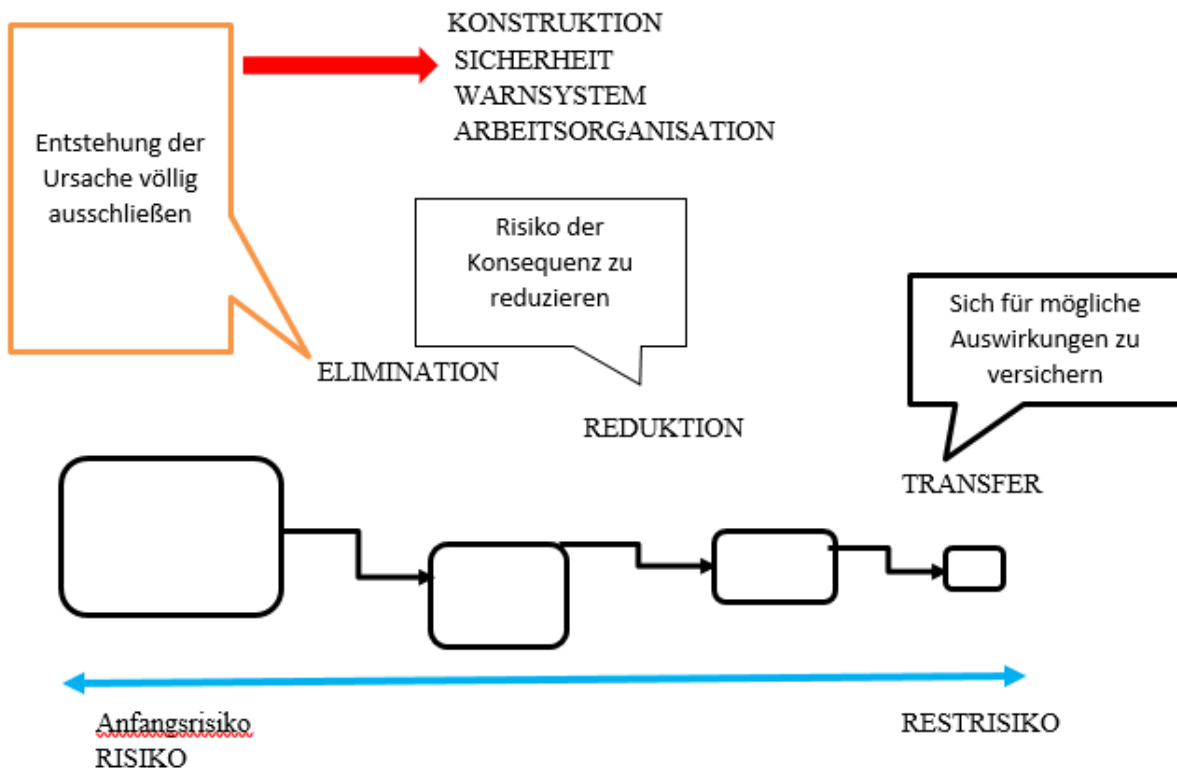 KONSTRUKTION
SICHERHEIT
WARNSYSTEM
ARBEITSORGANISATION
Entstehung der
Ursache völlig
ausschließen
Risiko der
Konsequenz zu
reduzieren
Sich für mögliche
Auswirkungen zu
versichern
ELIMINATION
REDUKTION
TRANSFER
Anfangsrisiko
RISIKO
RESTRISIKO